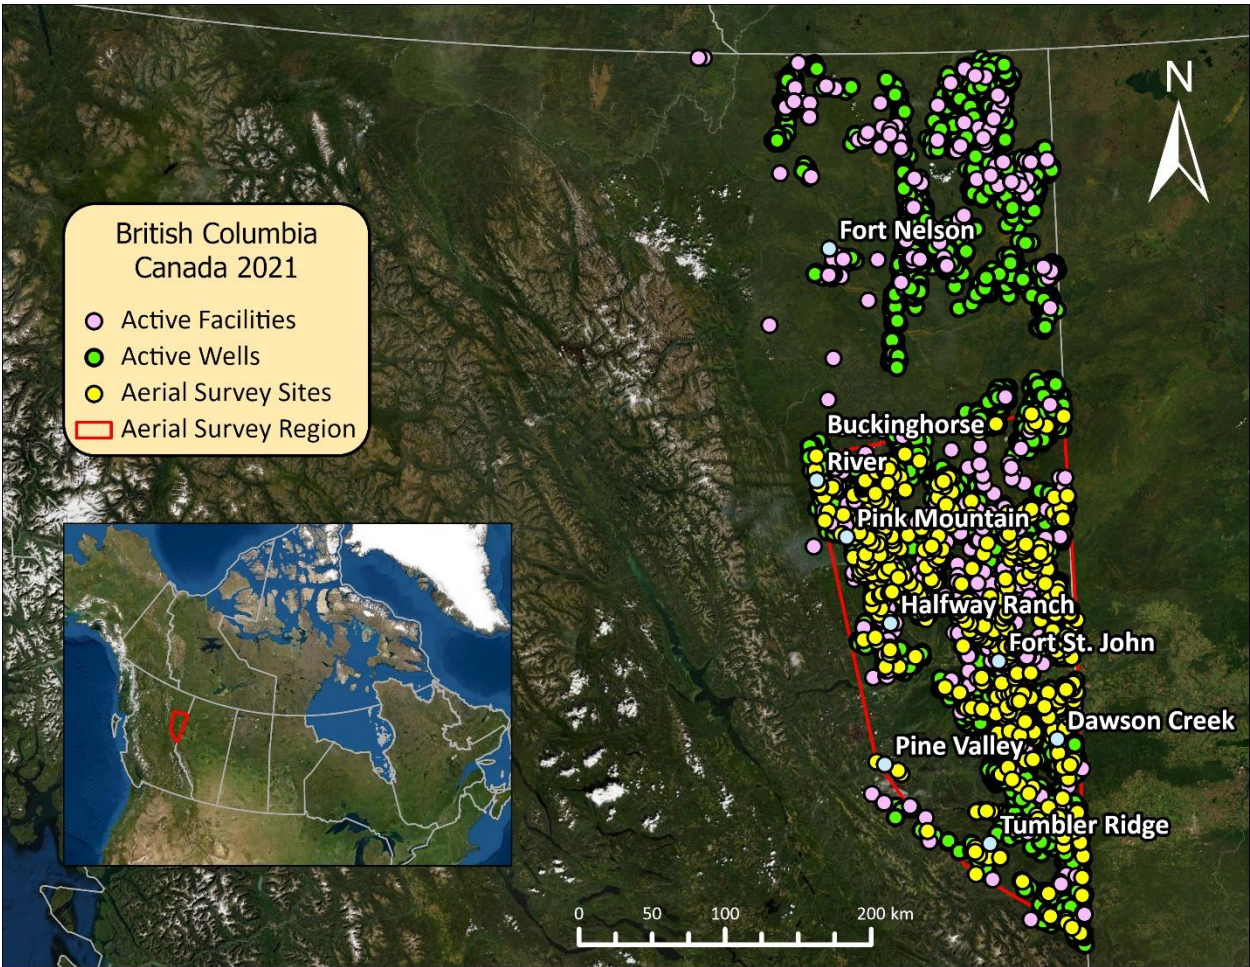 N
British Columbia
Canada 2021
Active Facilities
Active Wells
Aerial Survey Sites
Aerial Survey Region
Fort Nelson
Buckinghorse
River
Pink Mountain
Halfway Ranch
Fort St. John
Dawson Creek
Pine Valley
Tumbler Ridge
0 50 100 200 km